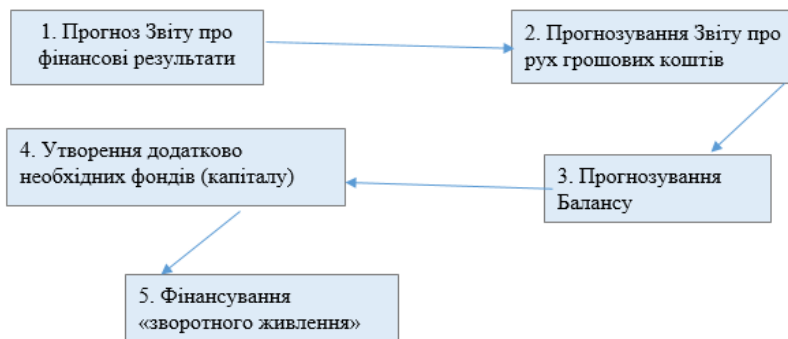 1. Прогноз Звіту про
фінансові результати
2. Прогнозування Звіту про
рух грошових коштів
3. Прогнозування
Балансу
4. Утворення додатково
необхідних фондів (капіталу)
5. Фінансування
«зворотного живлення»